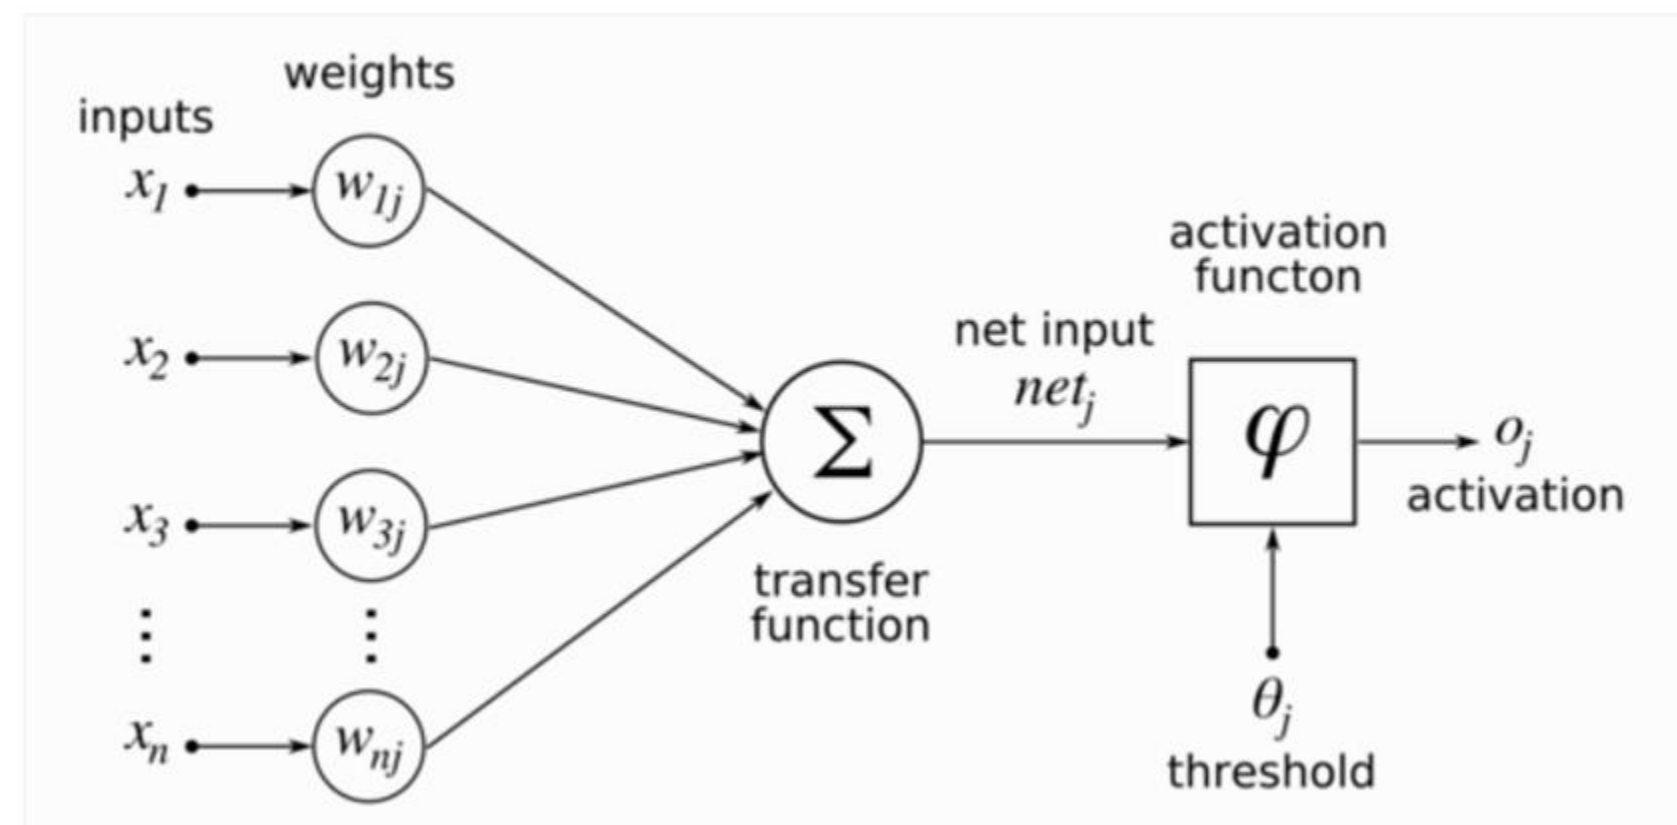 weights
inputs
x1
w1j
x2
w2j
x3
w3j
⋮
⋮
xn
wnj
Σ
transfer
function
net input
netj
activation
functon
φ
oj
activation
θj
threshold